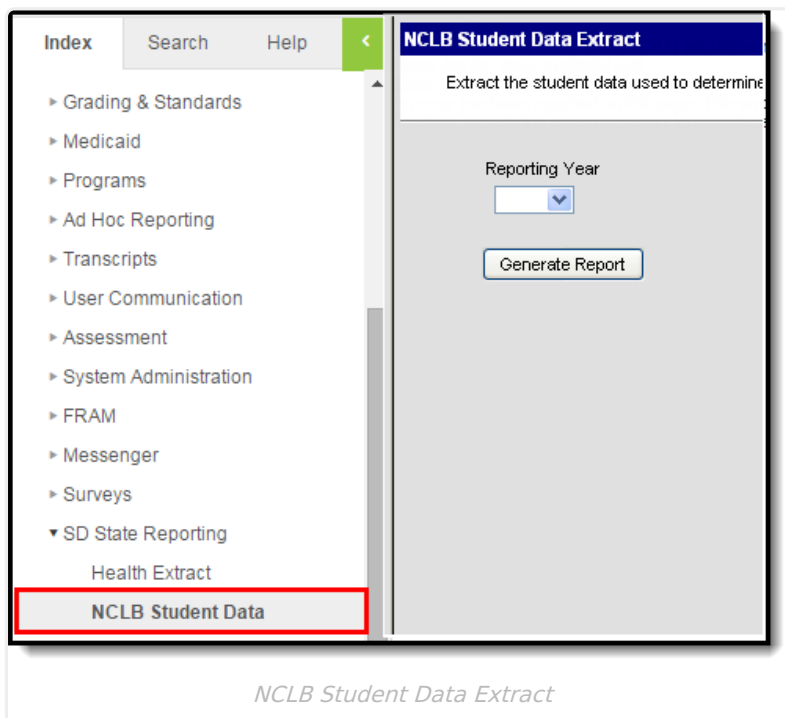 Index Search Help
Grading & Standards
Medicaid
Programs
Ad Hoc Reporting
Transcripts
User Communication
Assessment
System Administration
FRAM
Messenger
Surveys
SD State Reporting
Health Extract
NCLB Student Data
NCLB Student Data Extract
Extract the student data used to determine
Reporting Year
Generate Report
NCLB Student Data Extract